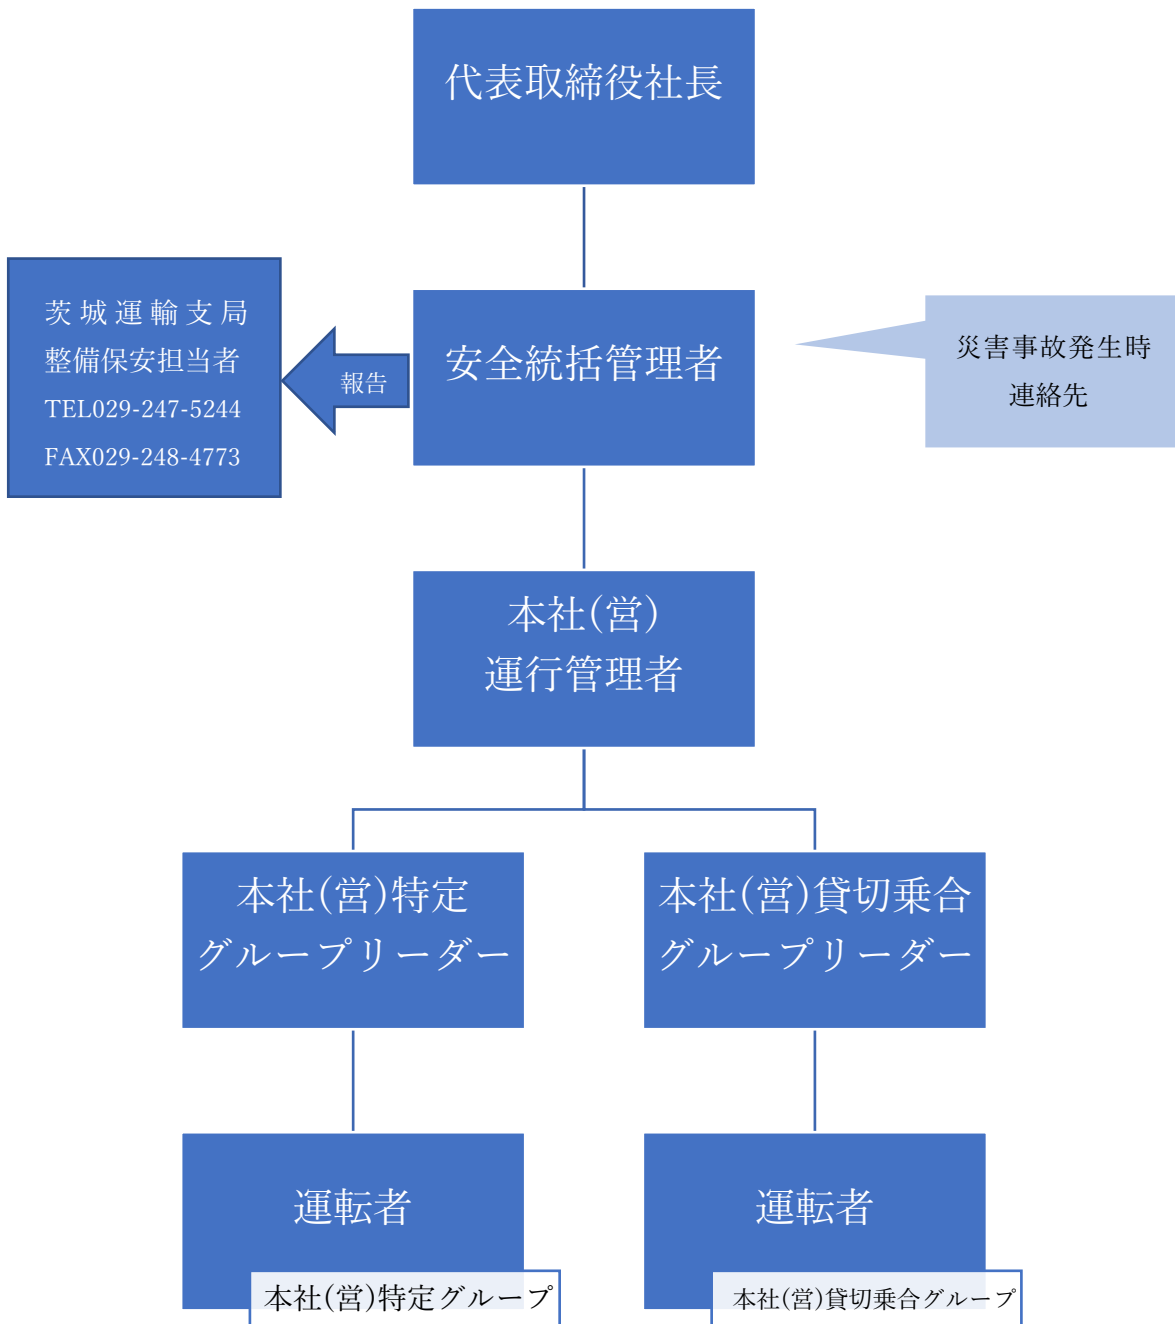 代表取締役社長
茨城運輸支局
整備保安担当者
TEL029-247-5244
FAX029-248-4773
報告
安全統括管理者
災害事故発生時
連絡先
本社(営)
運行管理者
本社(営)特定
グループリーダー
本社(営)貸切乗合
グループリーダー
運転者
本社(営)特定グループ
運転者
本社(営)貸切乗合グループ